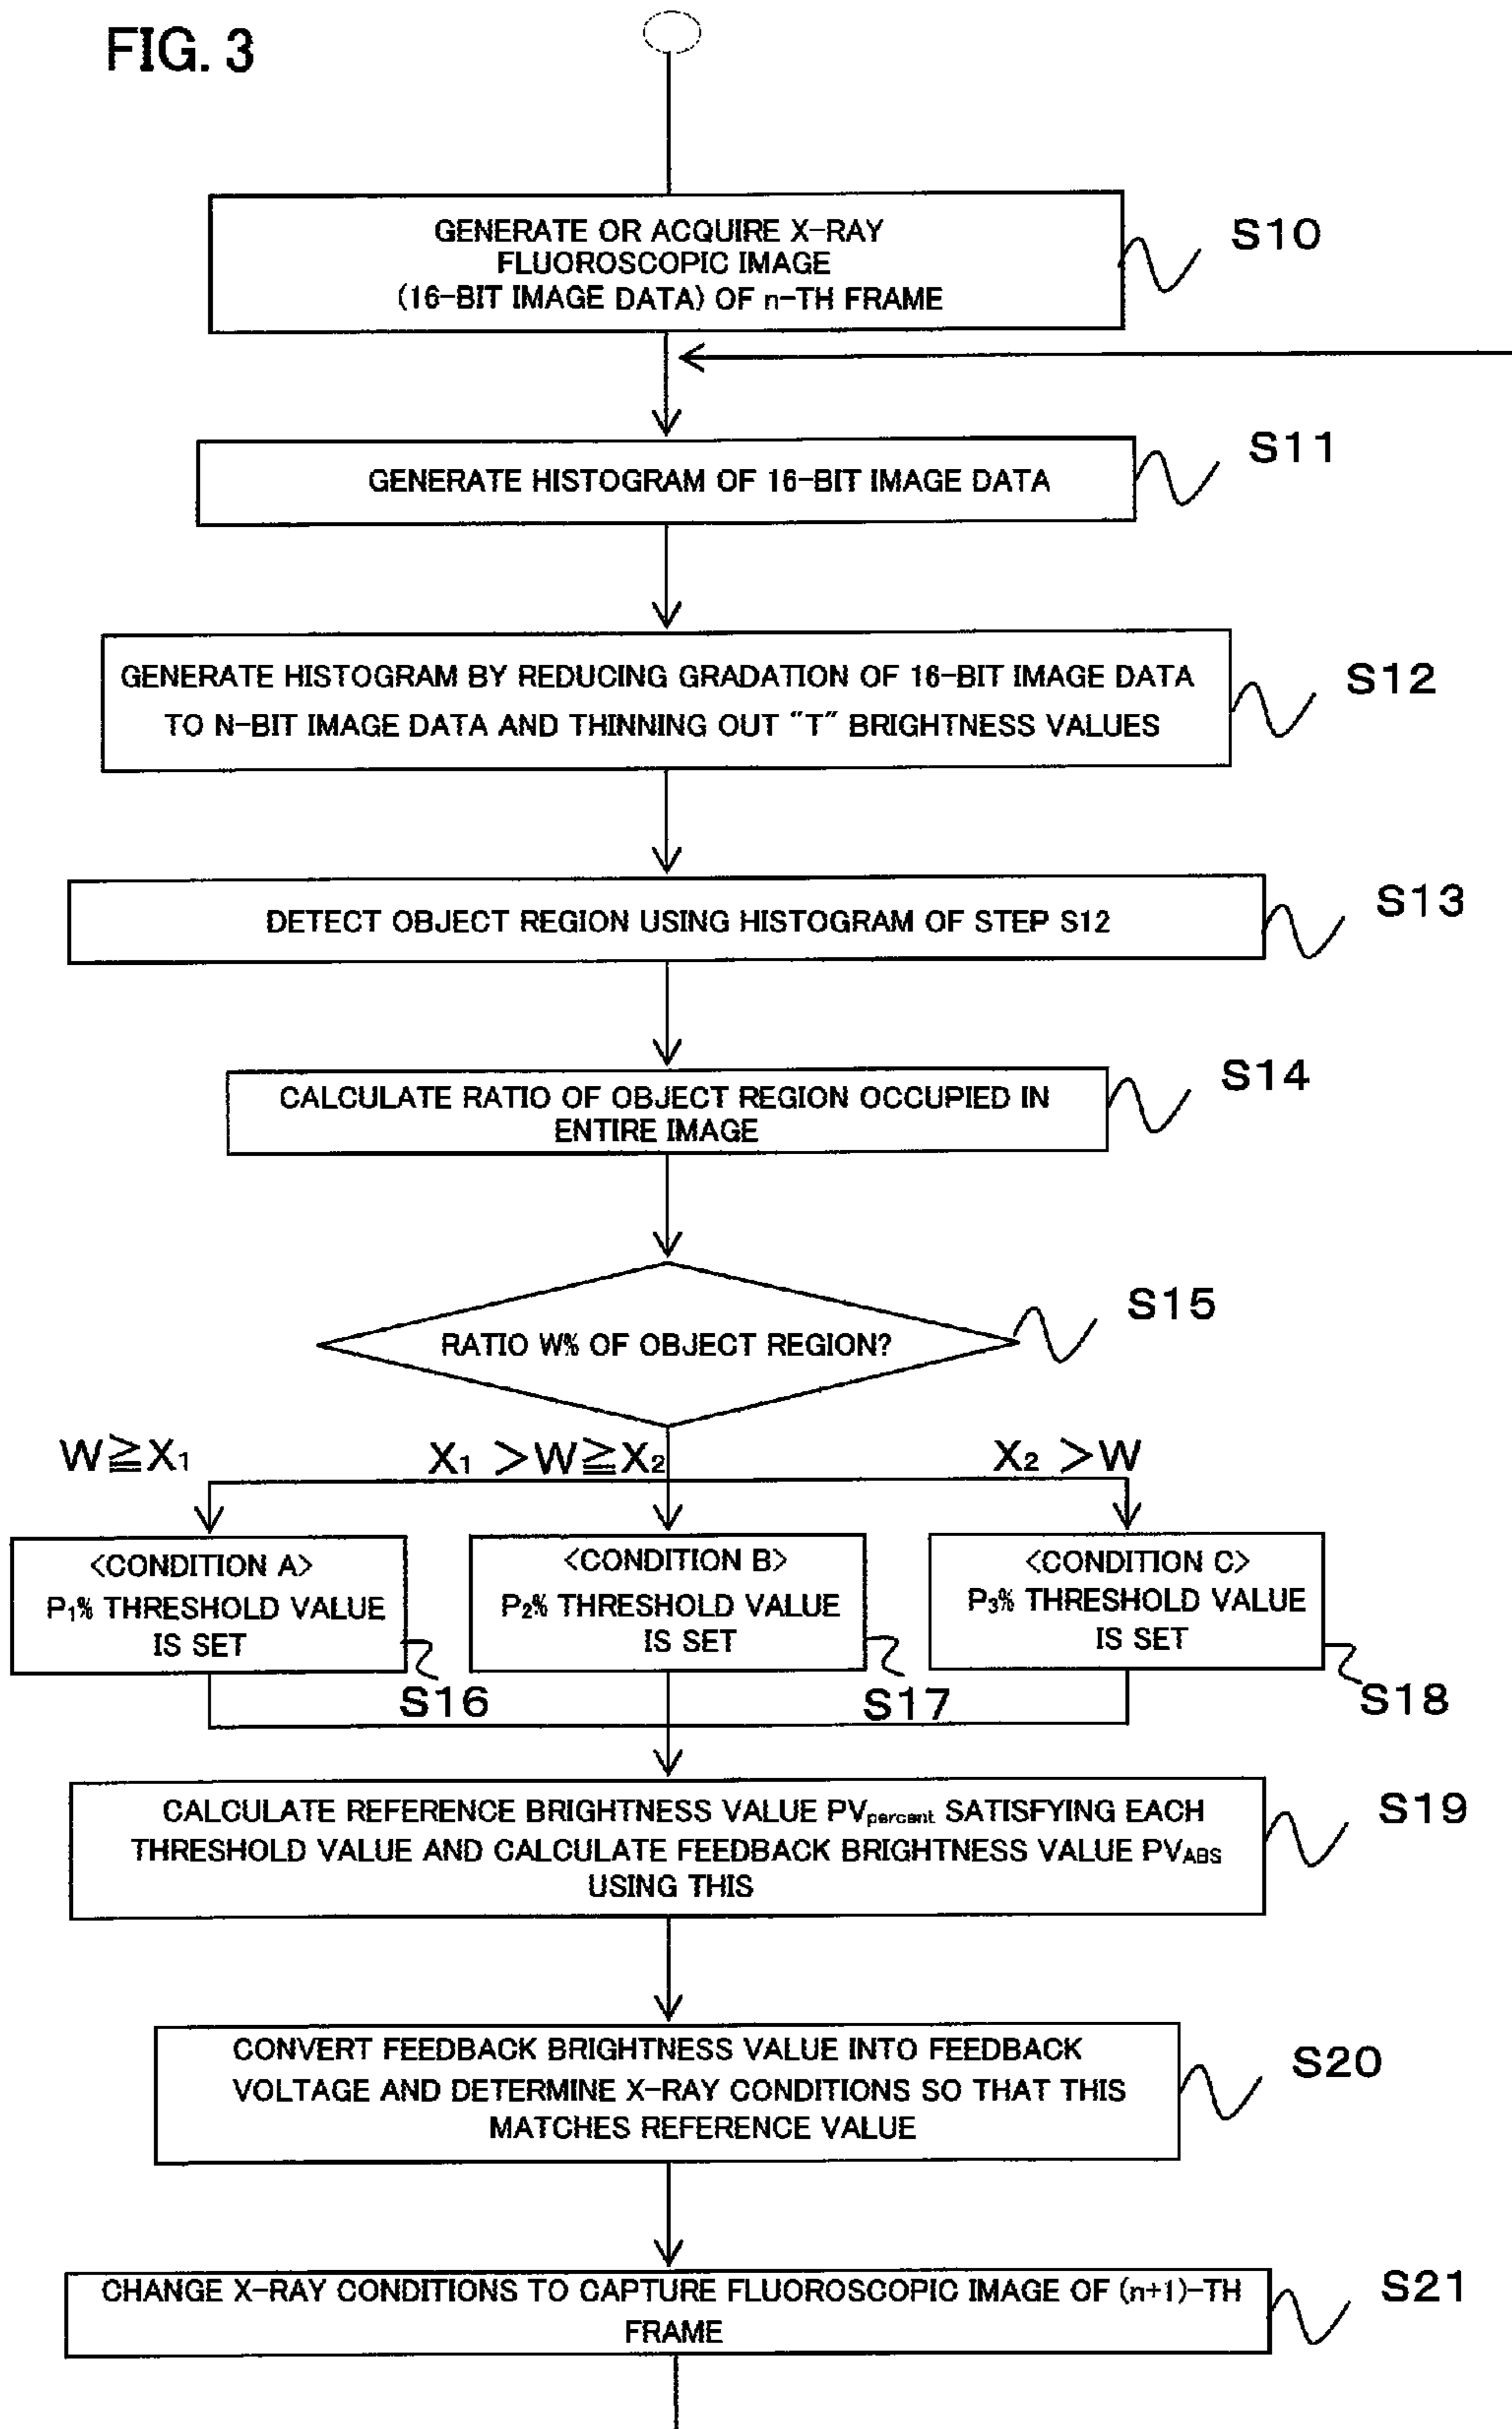 FIG. 3
GENERATE OR ACQUIRE X-RAY
FLUOROSCOPIC IMAGE
(16-BIT IMAGE DATA) OF n-TH FRAME
S10
GENERATE HISTOGRAM OF 16-BIT IMAGE DATA
S11
GENERATE HISTOGRAM BY REDUCING GRADATION OF 16-BIT IMAGE DATA
TO N-BIT IMAGE DATA AND THINNING OUT "T" BRIGHTNESS VALUES
S12
DETECT OBJECT REGION USING HISTOGRAM OF STEP S12
S13
CALCULATE RATIO OF OBJECT REGION OCCUPIED IN
ENTIRE IMAGE
S14
RATIO W% OF OBJECT REGION?
S15
W≧X₁
X₁ >W≧X₂
X₂ >W
<CONDITION A>
P₁% THRESHOLD VALUE
IS SET
S16
<CONDITION B>
P₂% THRESHOLD VALUE
IS SET
S17
<CONDITION C>
P₃% THRESHOLD VALUE
IS SET
S18
CALCULATE REFERENCE BRIGHTNESS VALUE PVpercent SATISFYING EACH
THRESHOLD VALUE AND CALCULATE FEEDBACK BRIGHTNESS VALUE PVABS
USING THIS
S19
CONVERT FEEDBACK BRIGHTNESS VALUE INTO FEEDBACK
VOLTAGE AND DETERMINE X-RAY CONDITIONS SO THAT THIS
MATCHES REFERENCE VALUE
S20
CHANGE X-RAY CONDITIONS TO CAPTURE FLUOROSCOPIC IMAGE OF (n+1)-TH
FRAME
S21